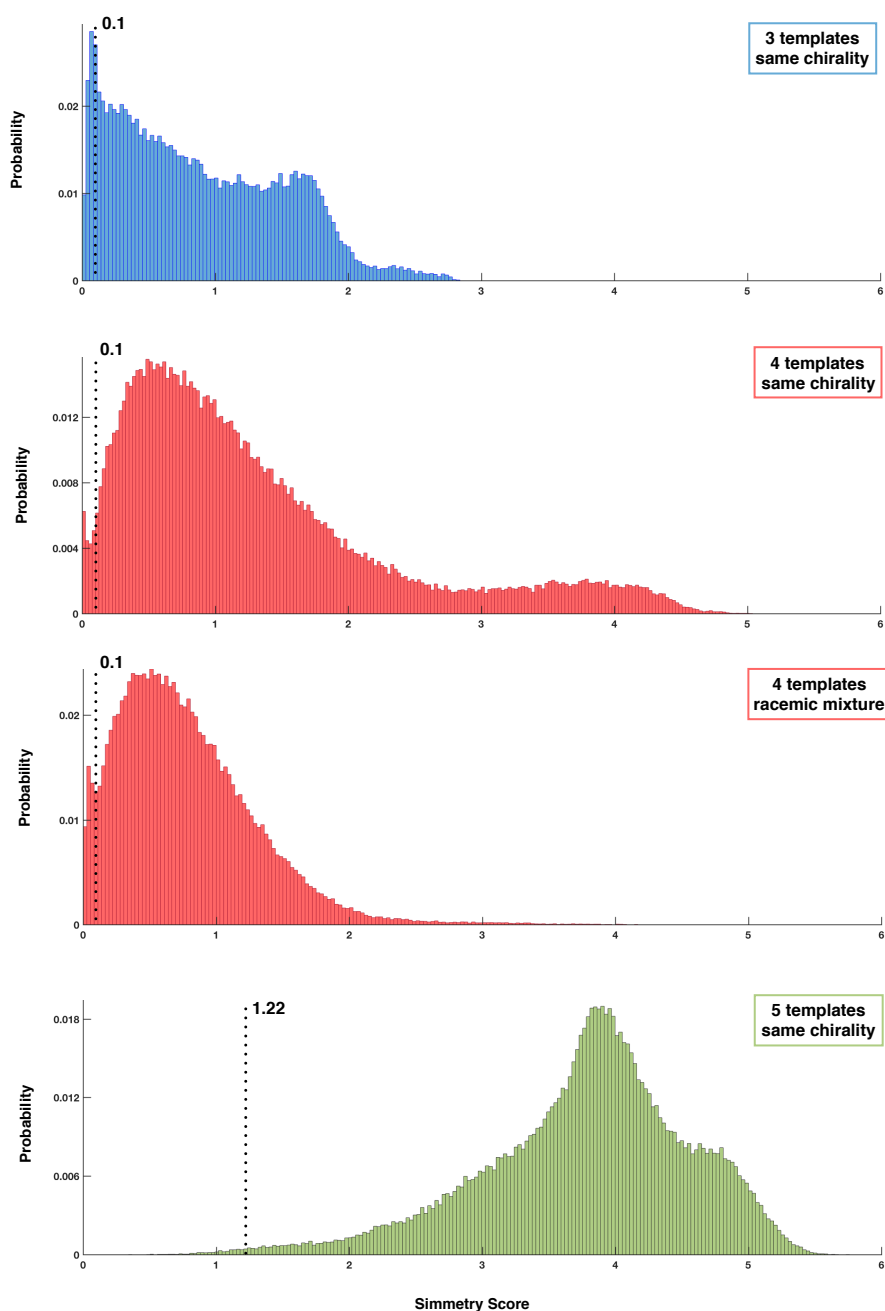 0.1
3 templates
same chirality
Probability
0.02
0.01
0
0 1 2 3 4 5 6
0.1
4 templates
same chirality
Probability
0.012
0.008
0.004
0
0 1 2 3 4 5 6
0.1
4 templates
racemic mixture
Probability
0.02
0.01
0
0 1 2 3 4 5 6
1.22
5 templates
same chirality
Probability
0.018
0.012
0.006
0
0 1 2 3 4 5 6
Simmetry Score